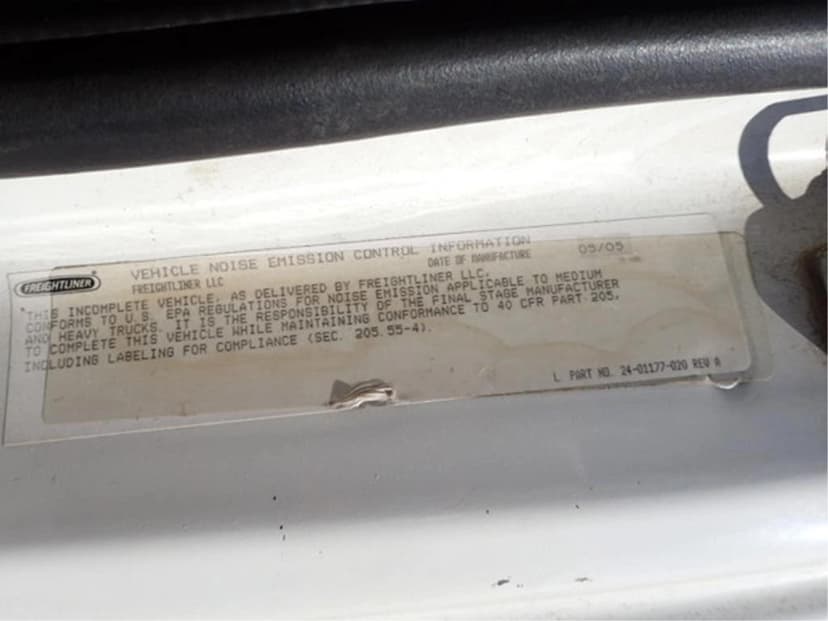 FREIGHTLINER
VEHICLE NOISE EMISSION CONTROL INFORMATION
FREIGHTLINER LLC
DATE OF MANUFACTURE
05/05
THIS INCOMPLETE VEHICLE, AS DELIVERED BY FREIGHTLINER LLC.
CONFORMS TO U.S. EPA REGULATIONS FOR NOISE EMISSION APPLICABLE TO MEDIUM
AND HEAVY TRUCKS. IT IS THE RESPONSIBILITY OF THE FINAL STAGE MANUFACTURER
TO COMPLETE THIS VEHICLE WHILE MAINTAINING CONFORMANCE TO 40 CFR PART 205,
INCLUDING LABELING FOR COMPLIANCE (SEC. 205.55-4).
L PART NO. 24-01177-020 REV A